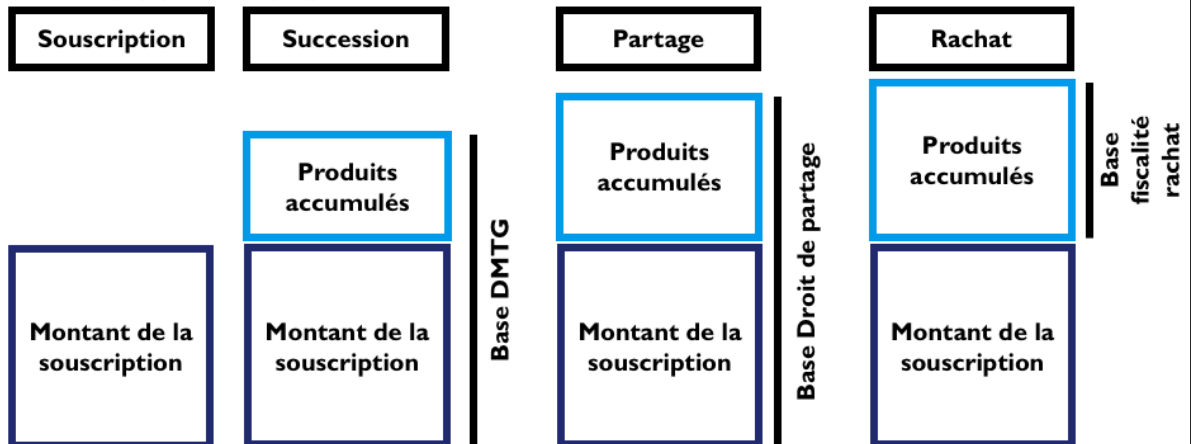 Souscription
Succession
Partage
Rachat
Produits
accumulés
Produits
accumulés
Produits
accumulés
Base
fiscalité
rachat
Base DMTG
Base Droit de partage
Montant de la
souscription
Montant de la
souscription
Montant de la
souscription
Montant de la
souscription